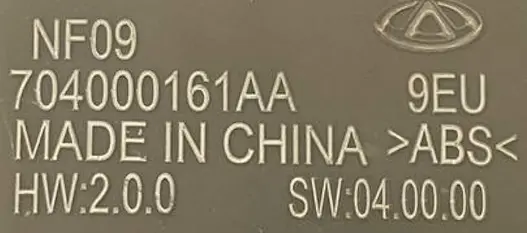 NF09
704000161AA 9EU
MADE IN CHINA >ABS<
HW:2.0.0 SW:04.00.00